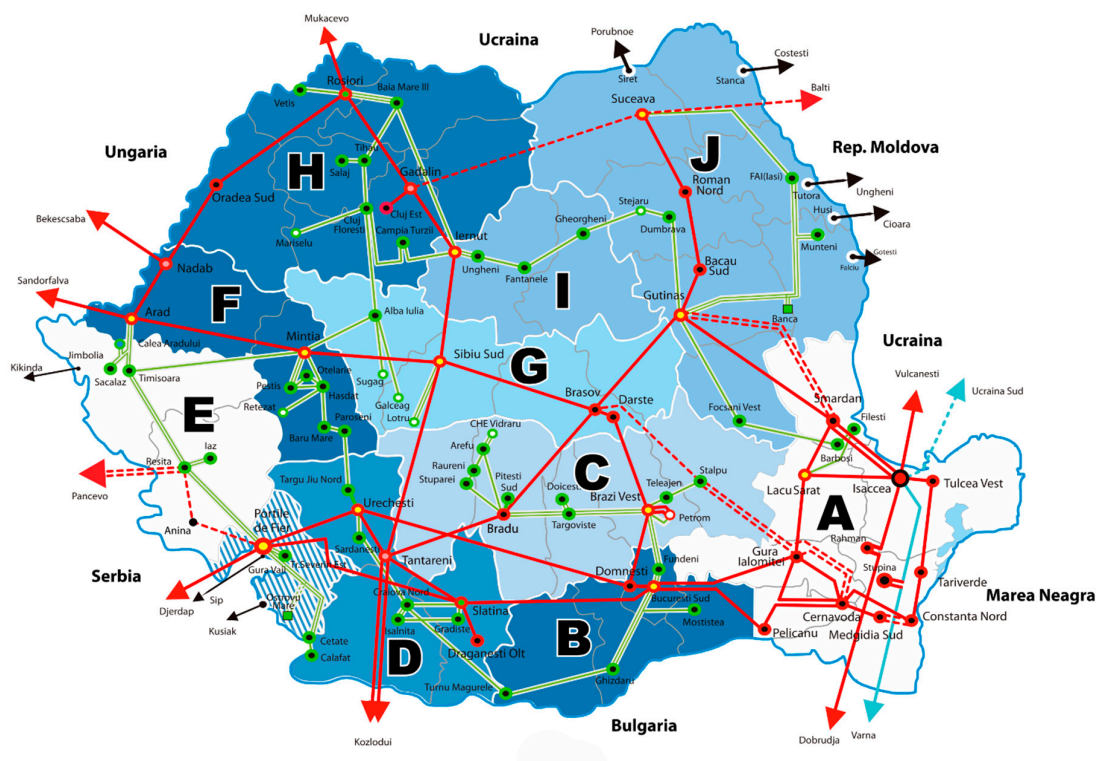 Mukacevo
Ucraina
Porubnoe
Costesti
Siret
Stanca
Rosiori
Baia Mare III
Vetis
Suceava
Balti
Ungaria
Tihau
Salaj
H
Gadalin
J
Rep. Moldova
Oradea Sud
Cluj Est
Roman
Nord
FAI(Iasi)
Tutora
Ungheni
Bekescsaba
Cluj
Floresti
Campia Turzii
Mariselu
Gheorgheni
Stejaru
Dumbrava
Husi
Cioara
Iernut
Munteni
Nadab
Ungheni
Fantanele
Bacau
Sud
Gotesti
Falciu
Sandorfalva
F
I
Gutinas
Arad
Alba Iulia
Banca
Mintia
Calea Aradului
Jimbolia
Ucraina
Kikinda
Sacalaz
Timisoara
Otelarie
Sibiu Sud
G
Vulcanesti
Pestis
Hasdat
Sugag
Ucraina Sud
Retezat
Galceag
Brasov
Darste
Smardan
E
Paroseni
Lotru
Focsani Vest
Filesti
Baru Mare
CHE Vidraru
Iaz
Arefu
Barbosi
Resita
Raureni
C
Stalpu
Pancevo
Targu Jiu Nord
Stuparei
Pitesti
Sud
Doicesti
Teleajen
Lacu Sarat
Isaccea
Tulcea Vest
Urechesti
Brazi Vest
Anina
Portile
de Fier
Bradu
Targoviste
Petrom
A
Rahman
Sardanesti
Gura Vaii
Tr.Severin Est
Tantareni
Gura
Ialomitei
Fundeni
Stupina
Serbia
Domnesti
Tariverde
Djerdap
Sip
Ostrovu
Mare
Craiova Nord
Bucuresti Sud
Marea Neagra
Kusiak
Slatina
Mostistea
Cernavoda
Constanta Nord
Isalnita
Gradiste
Pelicanu
Medgidia Sud
Cetate
Draganesti Olt
B
Calafat
D
Turnu Magurele
Ghizdaru
Bulgaria
Kozlodui
Dobrudja
Varna